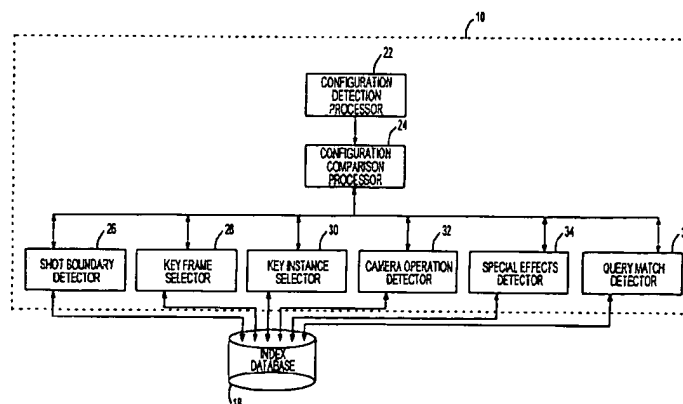 10
22
CONFIGURATION
DETECTION
PROCESSOR
24
CONFIGURATION
COMPARISON
PROCESSOR
26
28
30
32
34
SHOT BOUNDARY
DETECTOR
KEY FRAME
SELECTOR
KEY INSTANCE
SELECTOR
CAMERA OPERATION
DETECTOR
SPECIAL EFFECTS
DETECTOR
QUERY MATCH
DETECTOR
INDEX
DATABASE
18